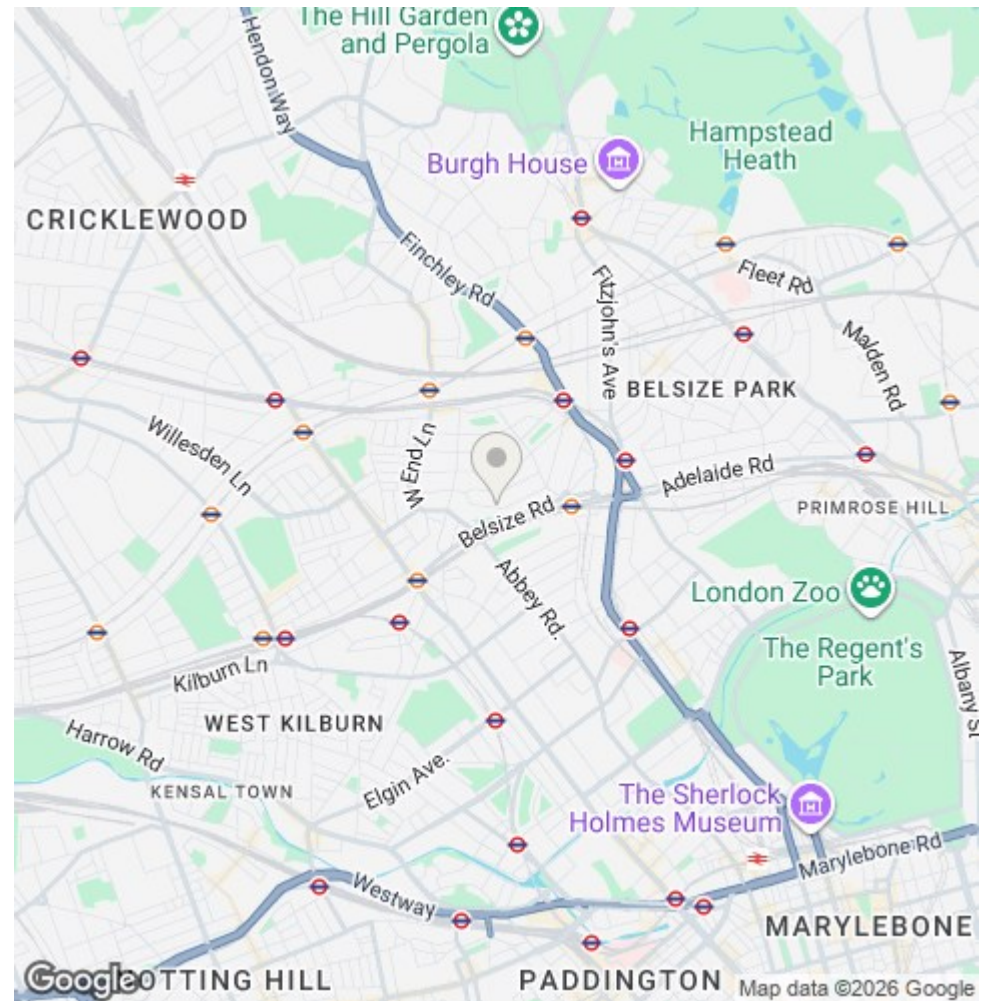 The Hill Garden
and Pergola
Hendon Way
Hampstead
Heath
Burgh House
CRICKLEWOOD
Finchley Rd
Fitzjohn's Ave
Fleet Rd
Malden Rd
BELSIZE PARK
Willesden Ln
W End Ln
Adelaide Rd
PRIMROSE HILL
Belsize Rd
Abbey Rd.
London Zoo
The Regent's
Park
Albany St
Kilburn Ln
WEST KILBURN
Harrow Rd
Elgin Ave.
KENSAL TOWN
The Sherlock
Holmes Museum
Marylebone Rd
Westway
MARYLEBONE
Google
OTTING HILL
PADDINGTON
Map data ©2026 Google